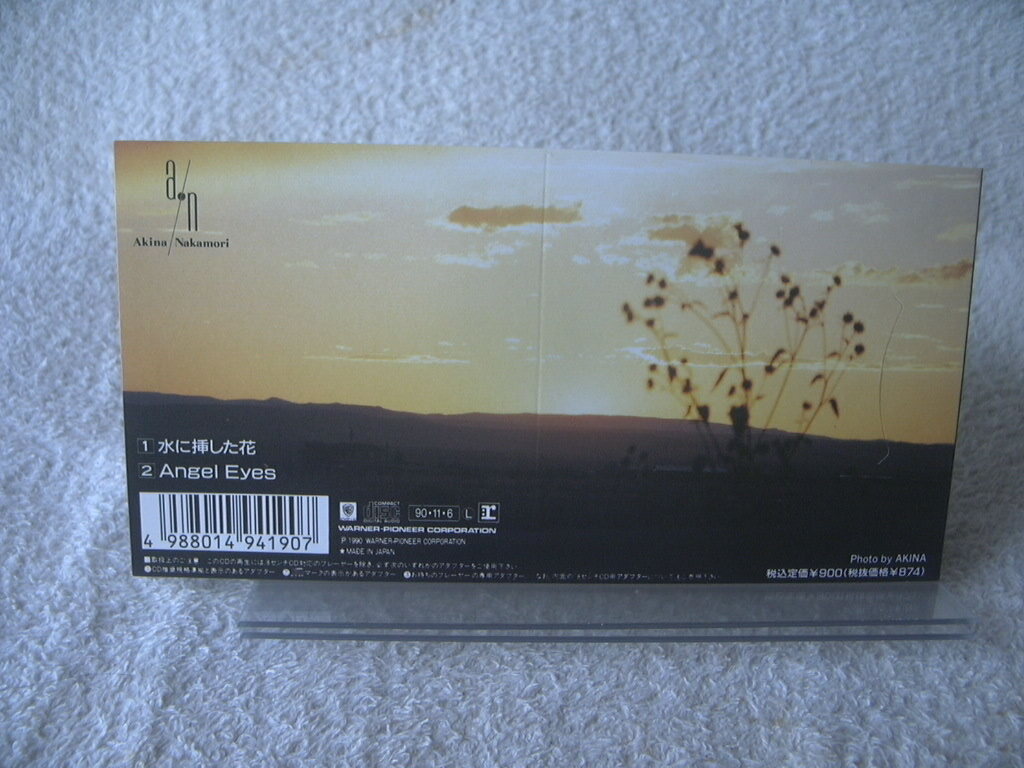 a.n
Akina / Nakamori
1 水に挿した花
2 Angel Eyes
4 988014 941907
COMPACT disc DIGITAL AUDIO 90・11・6 L r
WARNER-PIONEER CORPORATION
P 1990 WARNER-PIONEER CORPORATION
★ MADE IN JAPAN
Photo by AKINA
税込定価¥900(税抜価格¥874)